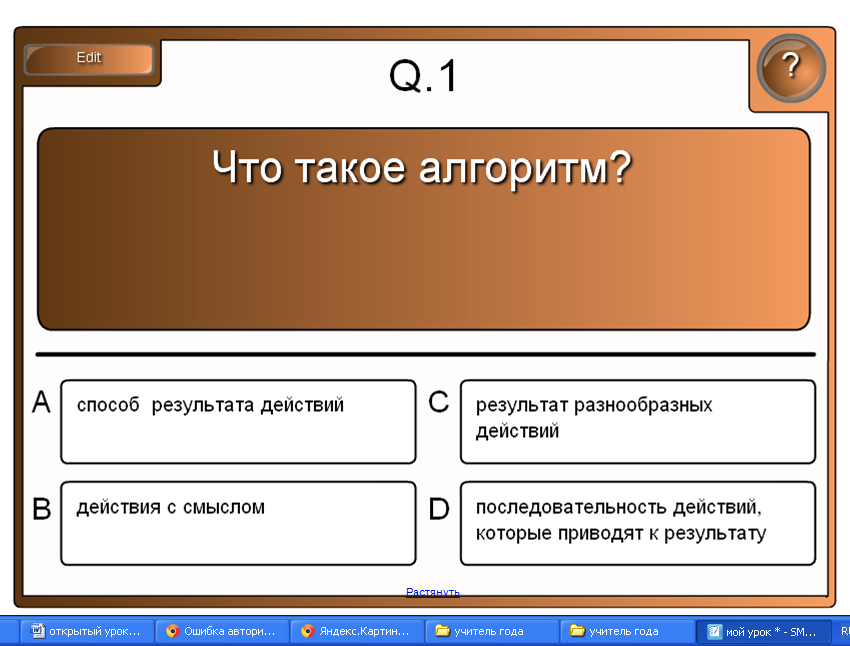 Edit
Q.1
?
Что такое алгоритм?
A
способ результата действий
C
результат разнообразных
действий
B
действия с смыслом
D
последовательность действий,
которые приводят к результату
Растянуть
открытый урок...
Ошибка автори...
Яндекс.Картин...
учитель года
учитель года
мой урок * - SM...
RU